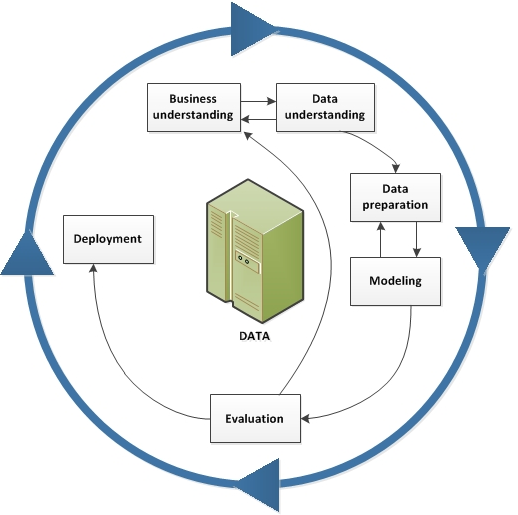 Business
understanding
Data
understanding
Data
preparation
Deployment
Modeling
DATA
Evaluation